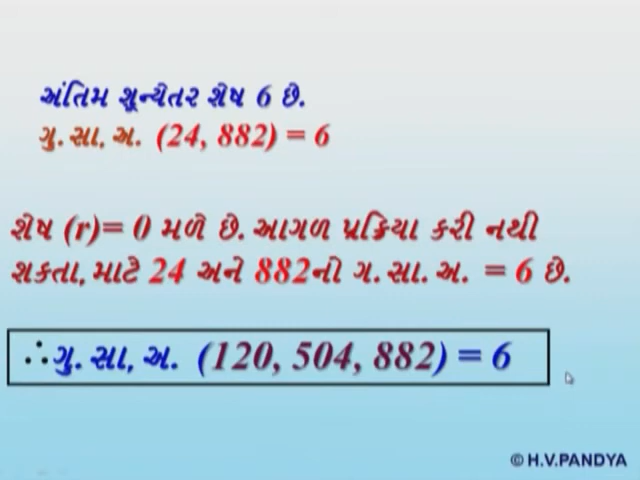 અંતિમ શૂન્યેતર શેષ 6 છે.
ગુ. સા. અ. (24, 882) = 6
શેષ (r)= 0 મળે છે. આગળ પ્રક્રિયા કરી નથી
શકતા, માટે 24 અને 882નો ગ. સા. અ. = 6 છે.
∴ ગુ. સા. અ. (120, 504, 882) = 6
© H.V.PANDYA